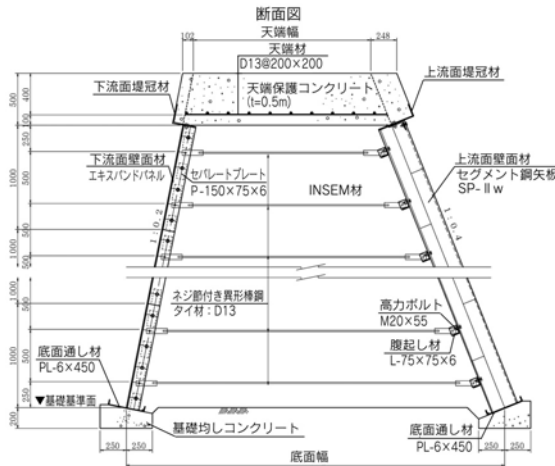 断面図
天端幅
102
248
天端材
D13@200×200
下流面堤冠材
上流面堤冠材
天端保護コンクリート
(t=0.5m)
500
400
100
250
下流面壁面材
エキスパンドパネル
セパレートプレート
P-150×75×6
INSEM材
上流面壁面材
セグメント鋼矢板
SP-Ⅱw
1000
500
1:0.2
1:0.4
1,000
500
500
1,000
500
ネジ節付き異形棒鋼
タイ材:D13
高力ボルト
M20×55
腹起し材
L-75×75×6
1000
500
底面通し材
PL-6×450
250
▼基礎基準面
200
基礎均しコンクリート
底面通し材
PL-6×450
250
250
底面幅
250
250